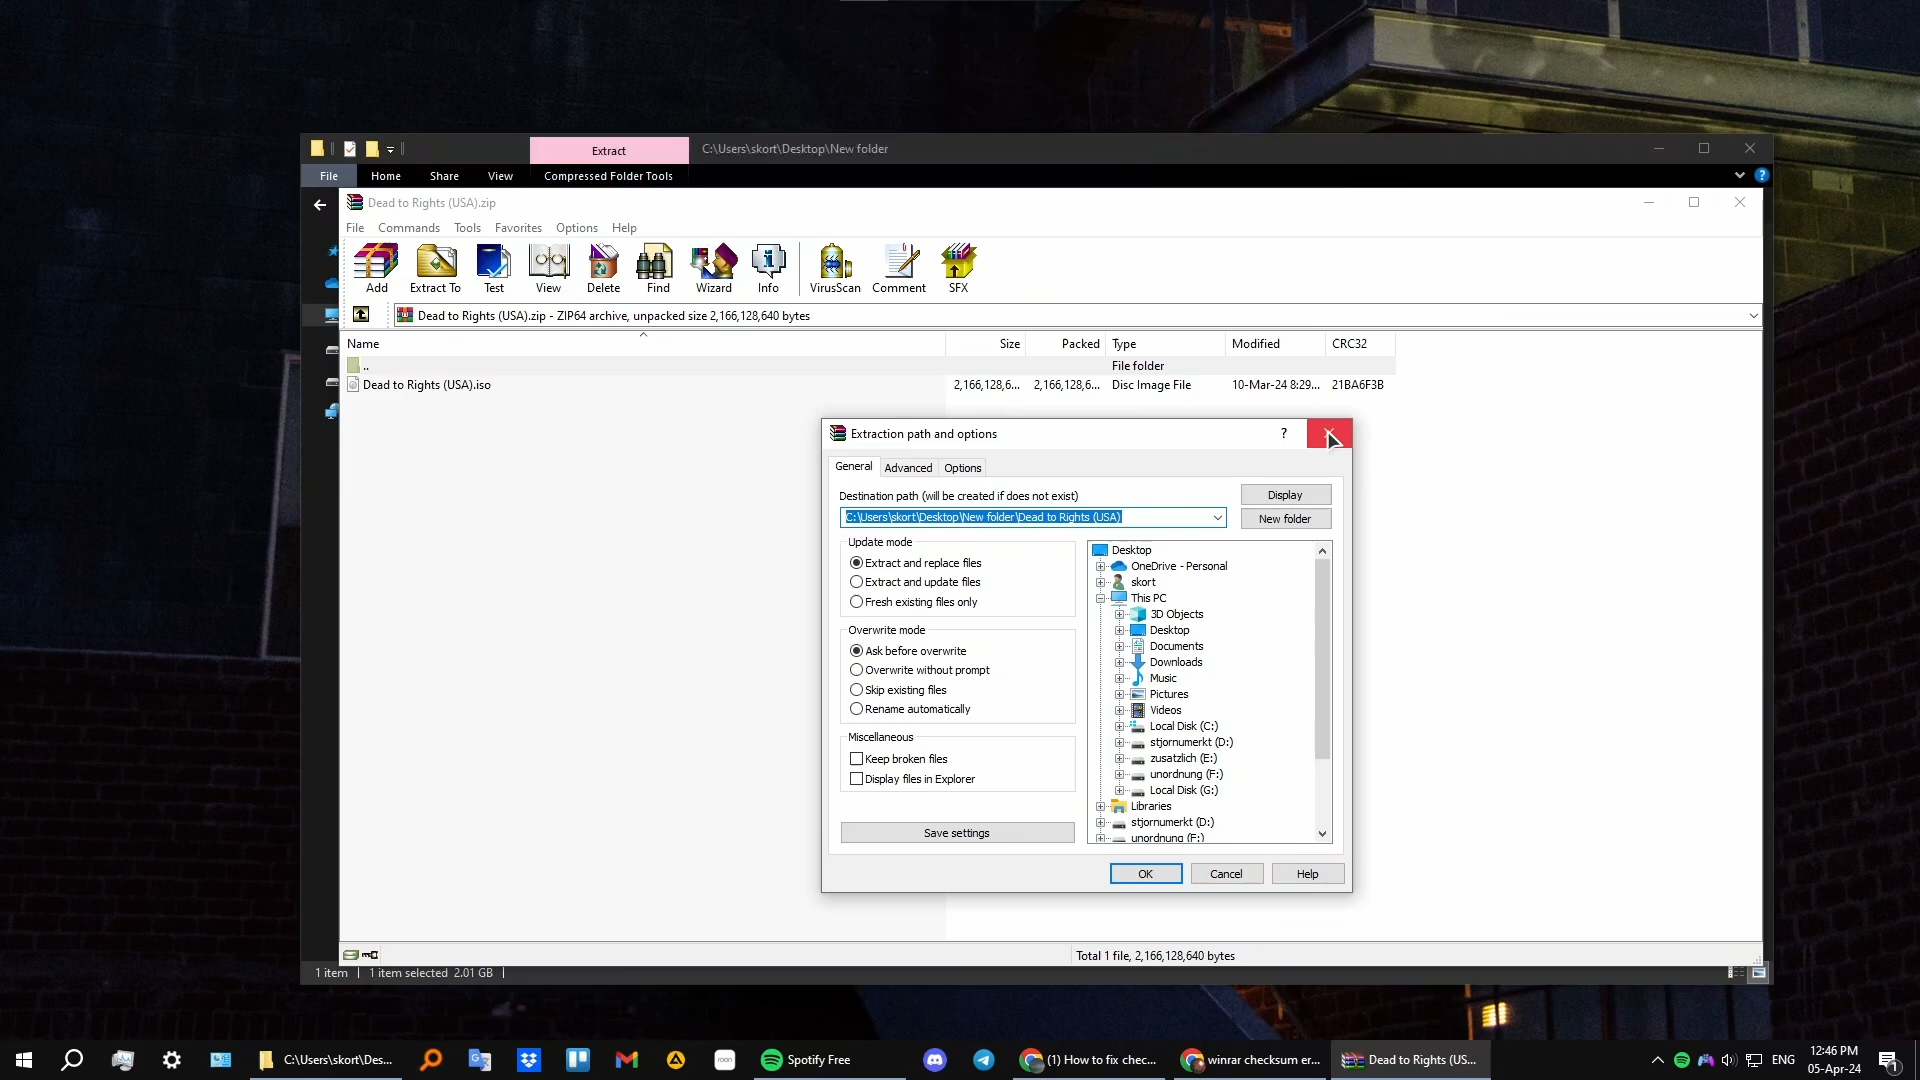 Extract
C:\Users\skort\Desktop\New folder
File
Home
Share
View
Compressed Folder Tools
Dead to Rights (USA).zip
File
Commands
Tools
Favorites
Options
Help
Add
Extract To
Test
View
Delete
Find
Wizard
Info
VirusScan
Comment
SFX
Dead to Rights (USA).zip - ZIP64 archive, unpacked size 2,166,128,640 bytes
Name
Size
Packed
Type
Modified
CRC32
..
File folder
Dead to Rights (USA).iso
2,166,128,6...
2,166,128,6...
Disc Image File
10-Mar-24 8:29...
21BA6F3B
Extraction path and options
?
General
Advanced
Options
Destination path (will be created if does not exist)
Display
C:\Users\skort\Desktop\New folder\Dead to Rights (USA)
New folder
Update mode
Extract and replace files
Extract and update files
Fresh existing files only
Overwrite mode
Ask before overwrite
Overwrite without prompt
Skip existing files
Rename automatically
Miscellaneous
Keep broken files
Display files in Explorer
Save settings
Desktop
OneDrive - Personal
skort
This PC
3D Objects
Desktop
Documents
Downloads
Music
Pictures
Videos
Local Disk (C:)
stjornumerkt (D:)
zusatzlich (E:)
unordnung (F:)
Local Disk (G:)
Libraries
stjornumerkt (D:)
unordnung (F:)
OK
Cancel
Help
Total 1 file, 2,166,128,640 bytes
1 item
1 item selected 2.01 GB
C:\Users\skort\Des...
roon
Spotify Free
(1) How to fix chec...
winrar checksum er...
Dead to Rights (US...
ENG
12:46 PM
05-Apr-24
1